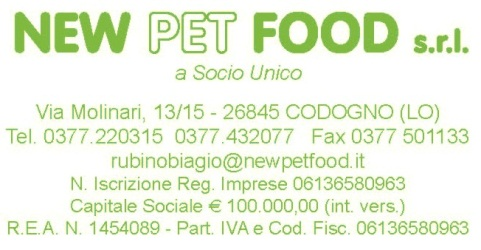 NEW PET FOOD s.r.l.
a Socio Unico
Via Molinari, 13/15 - 26845 CODOGNO (LO)
Tel. 0377.220315 0377.432077 Fax 0377 501133
rubinobiagio@newpetfood.it
N. Iscrizione Reg. Imprese 06136580963
Capitale Sociale € 100.000,00 (int. vers.)
R.E.A. N. 1454089 - Part. IVA e Cod. Fisc. 06136580963